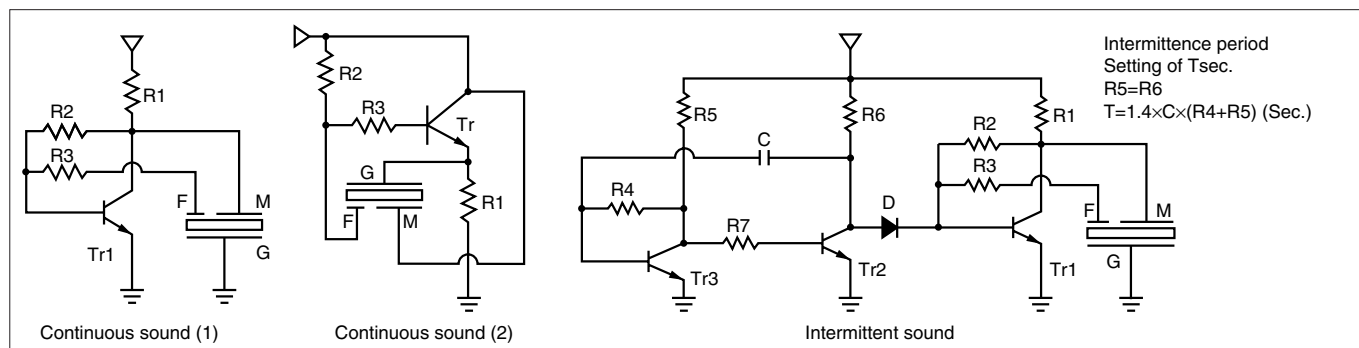 R1
R2
R3
F
M
G
Tr1
Continuous sound (1)
R2
R3
Tr
G
F
M
R1
Continuous sound (2)
R5
R6
R1
C
R2
R3
R4
D
R7
F
M
G
Tr3
Tr2
Tr1
Intermittent sound
Intermittence period
Setting of Tsec.
R5=R6
T=1.4×C×(R4+R5) (Sec.)